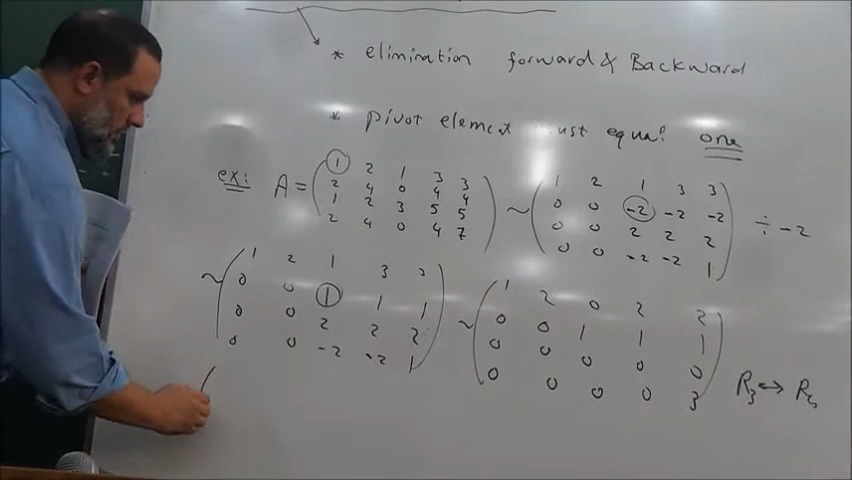 * elimination forward & Backward
* pivot element ust equal one
ex: A = ( 1 2 1 3 3 ~ ( 1 2 1 3 3
2 4 0 4 4 0 0 -2 -2 -2
1 2 3 5 5 0 0 2 2 2 ÷ -2
2 4 0 4 7 ) 0 0 -2 -2 1 )
~ ( 1 2 1 3 ~ ( 1 2 0 2 2
0 0 1 1 1 0 0 1 1 1
0 0 2 2 2 0 0 0 0 0
0 0 -2 -2 1 ) 0 0 0 0 3 ) R3 ↔
(